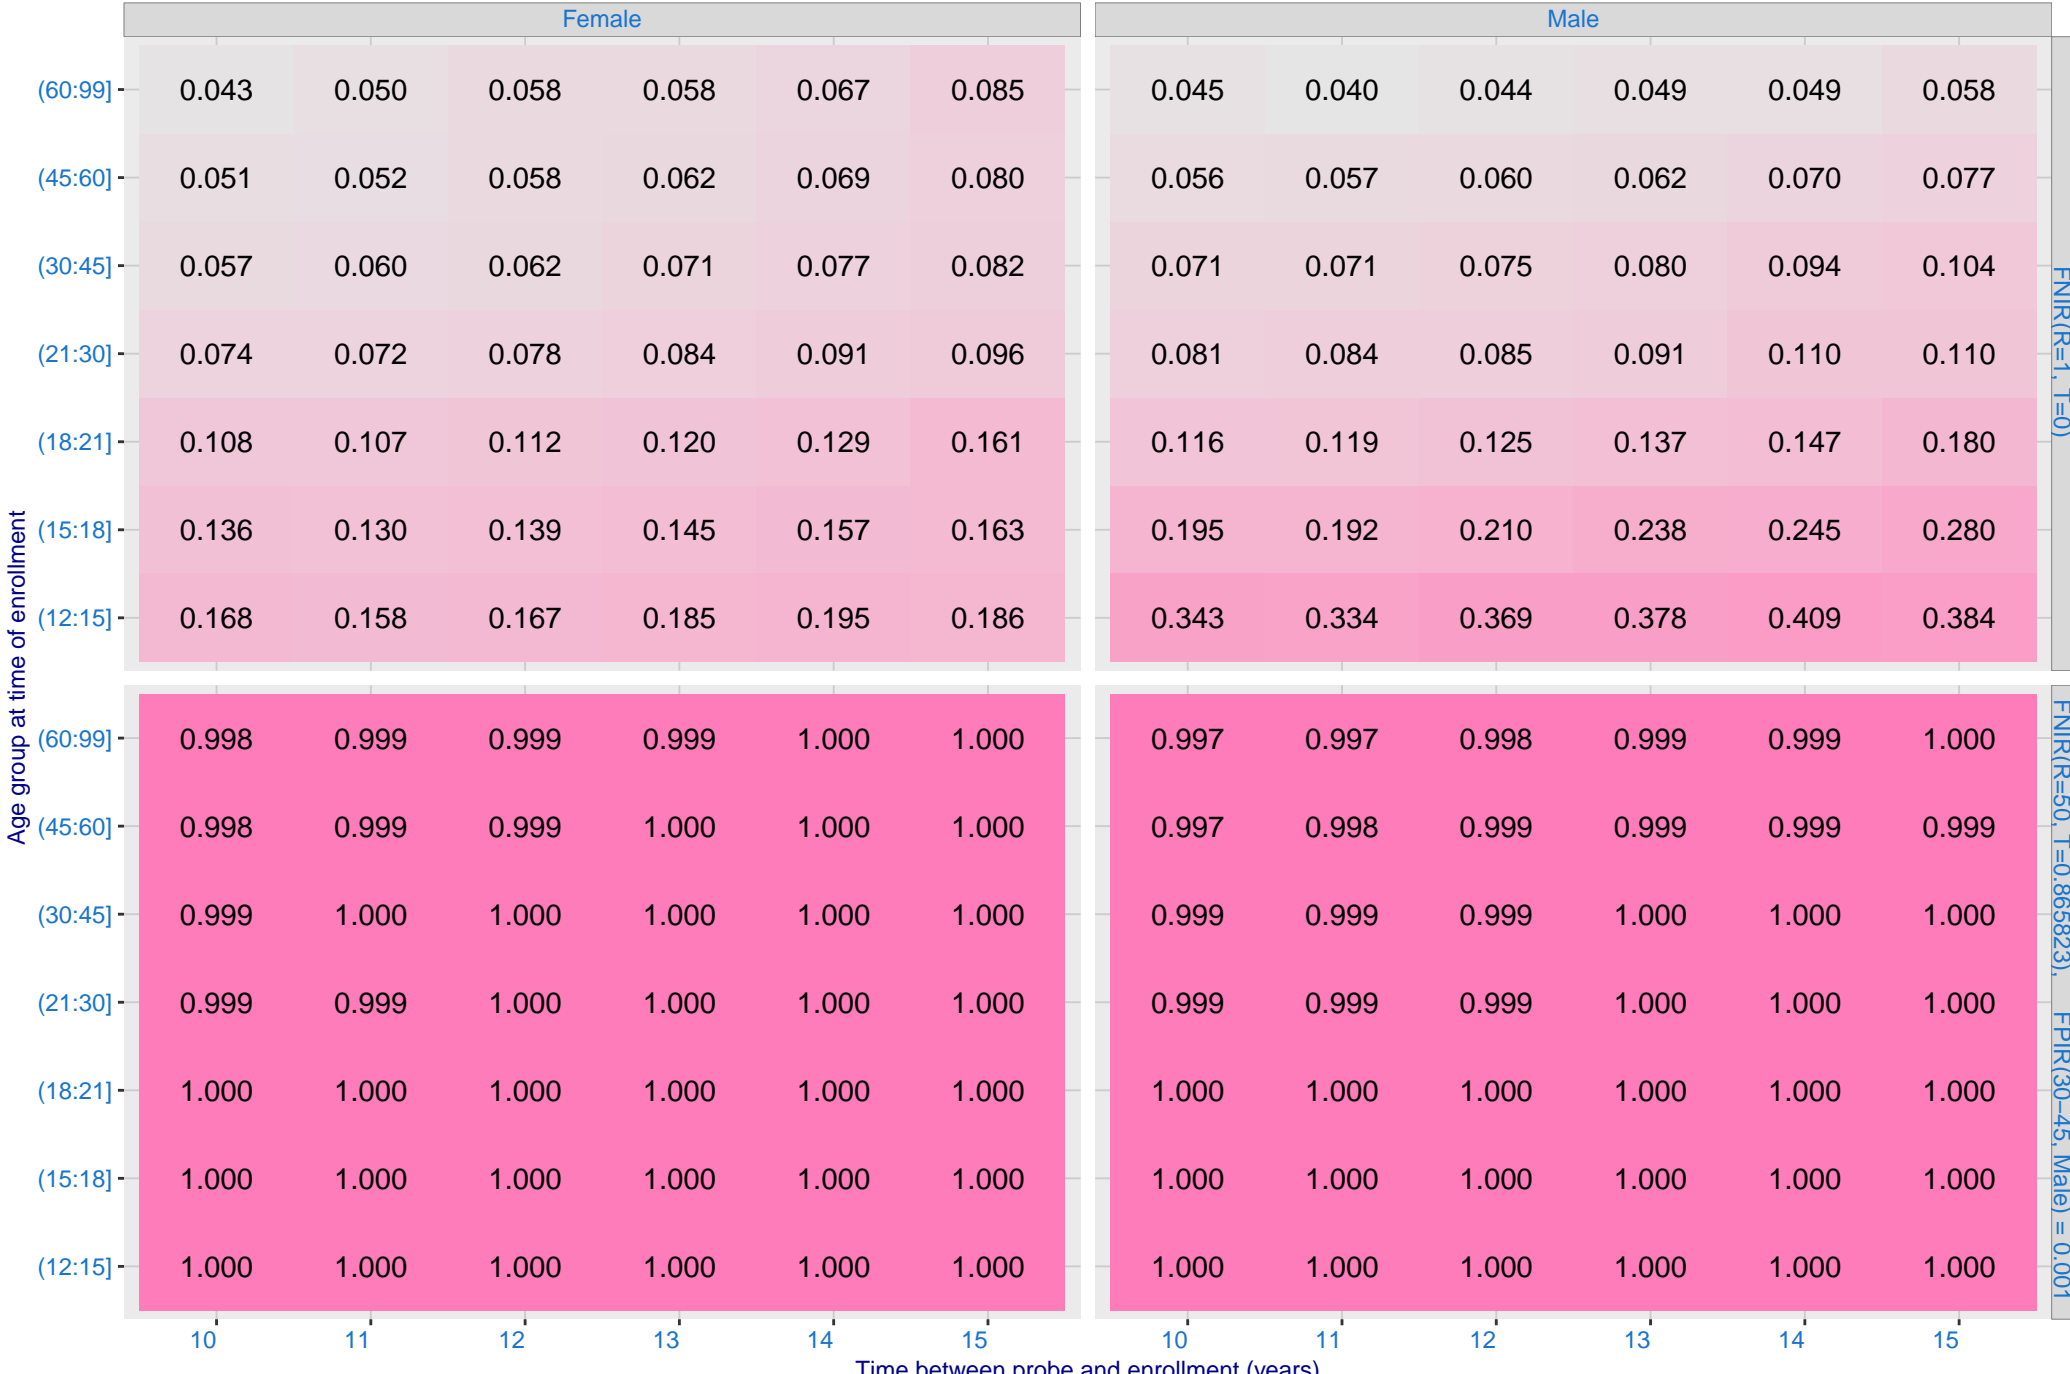 Female Male
(60:99] 0.043 0.050 0.058 0.058 0.067 0.085 0.045 0.040 0.044 0.049 0.049 0.058
(45:60] 0.051 0.052 0.058 0.062 0.069 0.080 0.056 0.057 0.060 0.062 0.070 0.077
(30:45] 0.057 0.060 0.062 0.071 0.077 0.082 0.071 0.071 0.075 0.080 0.094 0.104
(21:30] 0.074 0.072 0.078 0.084 0.091 0.096 0.081 0.084 0.085 0.091 0.110 0.110
(18:21] 0.108 0.107 0.112 0.120 0.129 0.161 0.116 0.119 0.125 0.137 0.147 0.180
(15:18] 0.136 0.130 0.139 0.145 0.157 0.163 0.195 0.192 0.210 0.238 0.245 0.280
(12:15] 0.168 0.158 0.167 0.185 0.195 0.186 0.343 0.334 0.369 0.378 0.409 0.384
FNIR(R=1, T=0)
Age group at time of enrollment
(60:99] 0.998 0.999 0.999 0.999 1.000 1.000 0.997 0.997 0.998 0.999 0.999 1.000
(45:60] 0.998 0.999 0.999 1.000 1.000 1.000 0.997 0.998 0.999 0.999 0.999 0.999
(30:45] 0.999 1.000 1.000 1.000 1.000 1.000 0.999 0.999 0.999 1.000 1.000 1.000
(21:30] 0.999 0.999 1.000 1.000 1.000 1.000 0.999 0.999 0.999 1.000 1.000 1.000
(18:21] 1.000 1.000 1.000 1.000 1.000 1.000 1.000 1.000 1.000 1.000 1.000 1.000
(15:18] 1.000 1.000 1.000 1.000 1.000 1.000 1.000 1.000 1.000 1.000 1.000 1.000
(12:15] 1.000 1.000 1.000 1.000 1.000 1.000 1.000 1.000 1.000 1.000 1.000 1.000
FNIR(R=50, T=0.865823), FPIR(30−45, Male) = 0.001
10 11 12 13 14 15 10 11 12 13 14 15
Time between probe and enrollment (years)